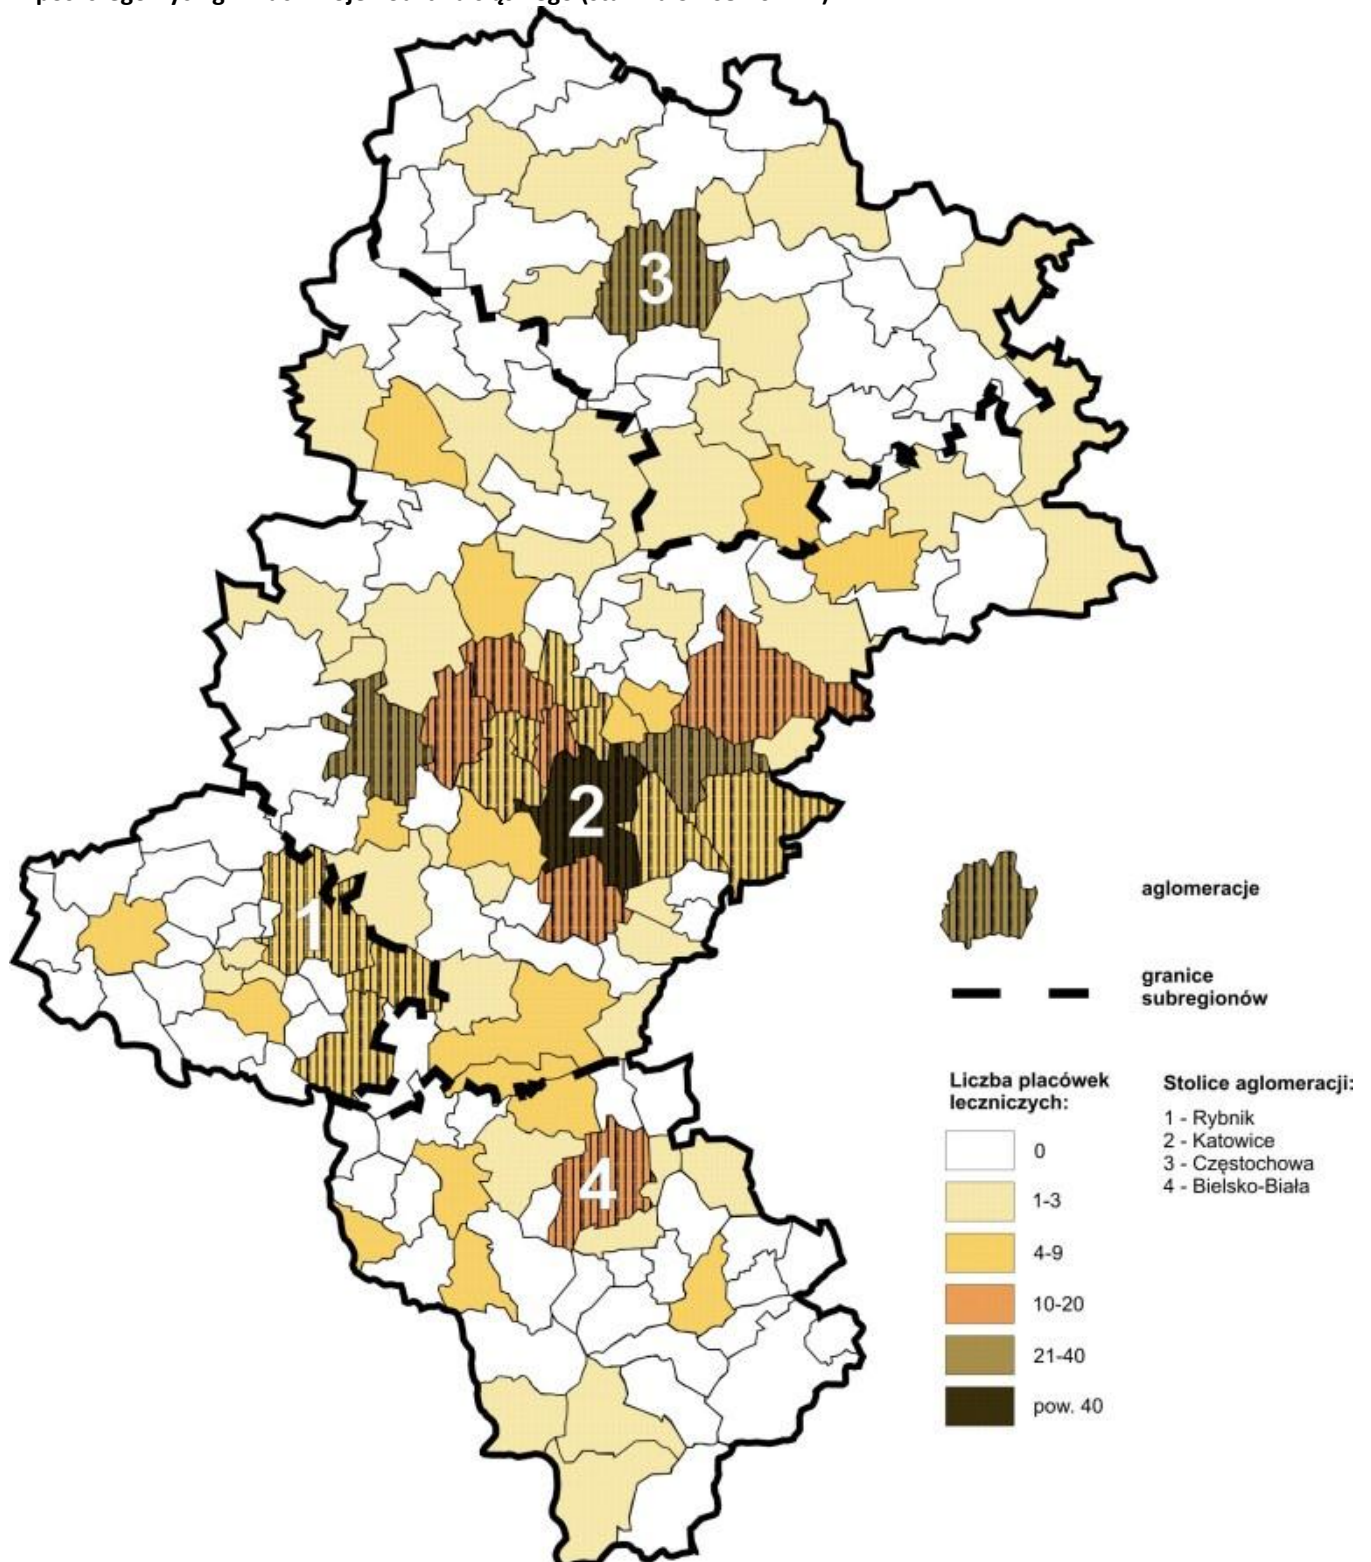 3
2
1
4
aglomeracje
granice
subregionów
Liczba placówek
leczniczych:
0
1-3
4-9
10-20
21-40
pow. 40
Stolice aglomeracji:
1 - Rybnik
2 - Katowice
3 - Częstochowa
4 - Bielsko-Biała